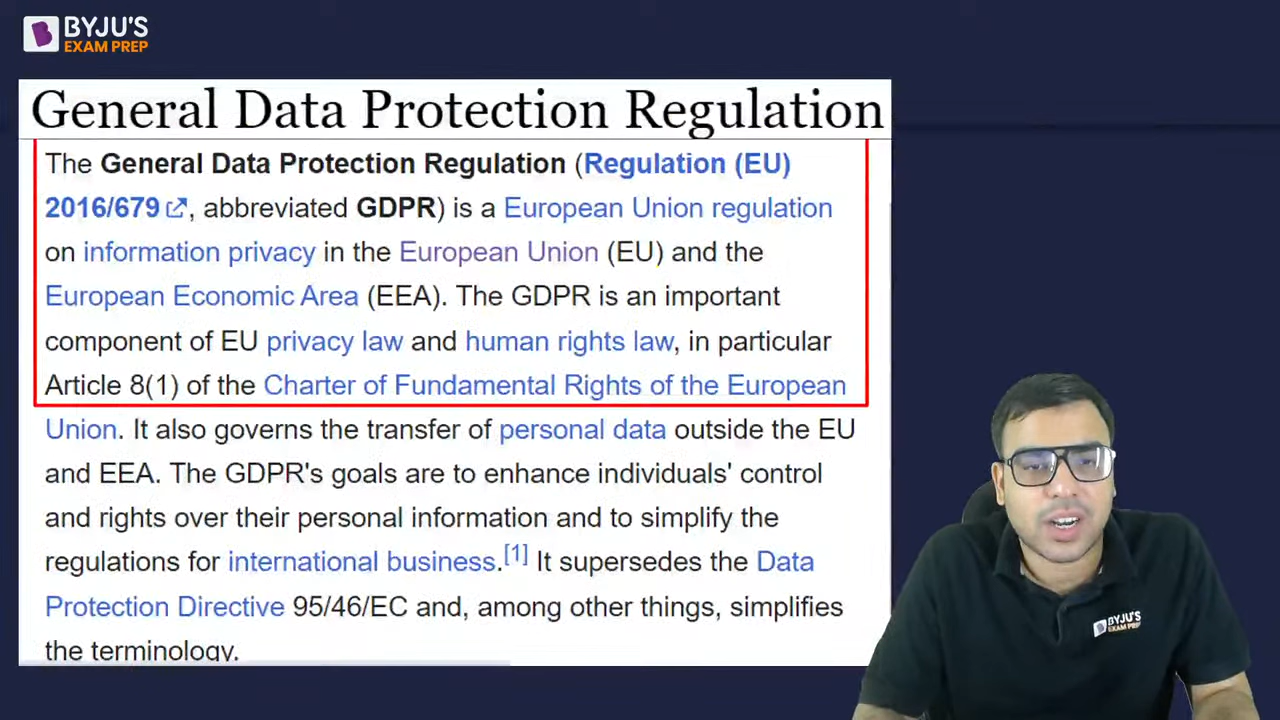 BYJU'S
EXAM PREP
General Data Protection Regulation
The General Data Protection Regulation (Regulation (EU)
2016/679, abbreviated GDPR) is a European Union regulation
on information privacy in the European Union (EU) and the
European Economic Area (EEA). The GDPR is an important
component of EU privacy law and human rights law, in particular
Article 8(1) of the Charter of Fundamental Rights of the European
Union. It also governs the transfer of personal data outside the EU
and EEA. The GDPR's goals are to enhance individuals' control
and rights over their personal information and to simplify the
regulations for international business.[1] It supersedes the Data
Protection Directive 95/46/EC and, among other things, simplifies
the terminology.
BYJU'S
EXAM PREP